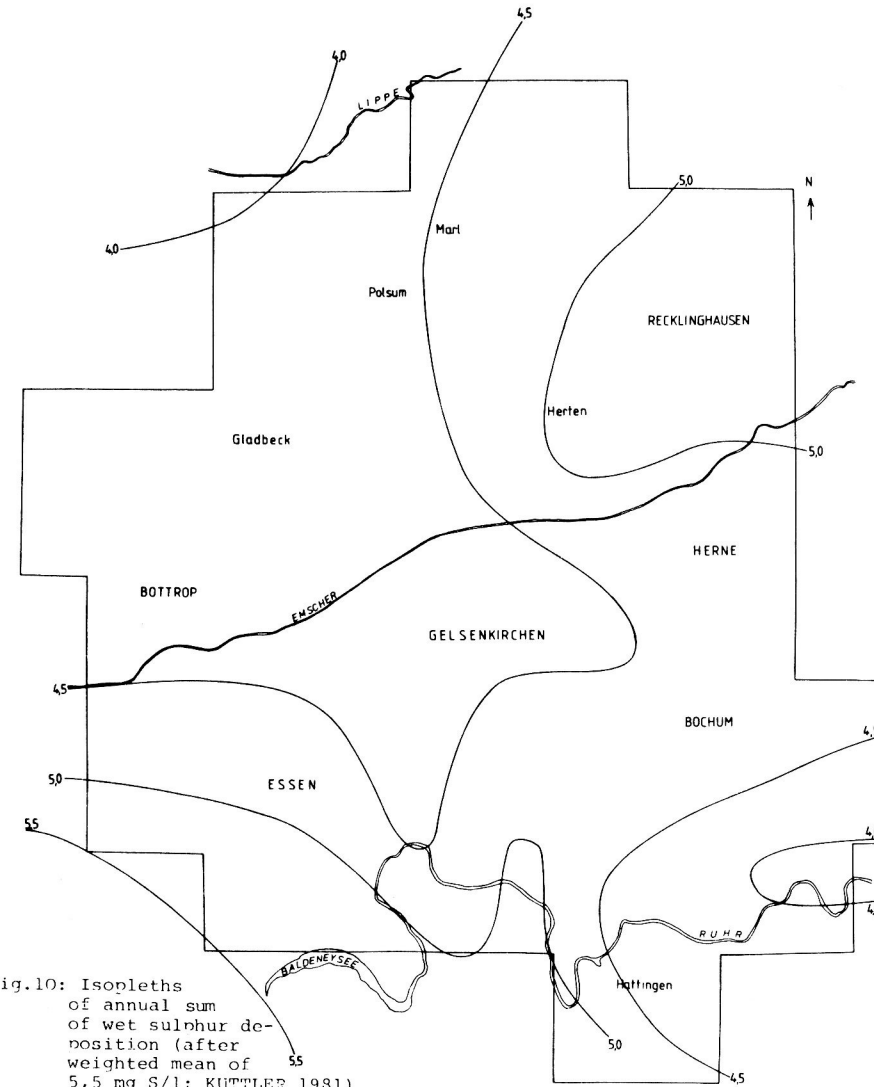 4,5
4,0
LIPPE
5,0
N
Marl
4,0
Polsum
RECKLINGHAUSEN
Herten
Gladbeck
5,0
HERNE
BOTTROP
EMSCHER
GELSENKIRCHEN
4,5
BOCHUM
5,0
ESSEN
5,5
RUHR
BALDENEYSEE
Hattingen
ig.10: Isopleths
of annual sum
of wet sulphur de-
position (after
weighted mean of
5,5 mg S/l; KUTTLER 1981)
5,5
5,0
4,5